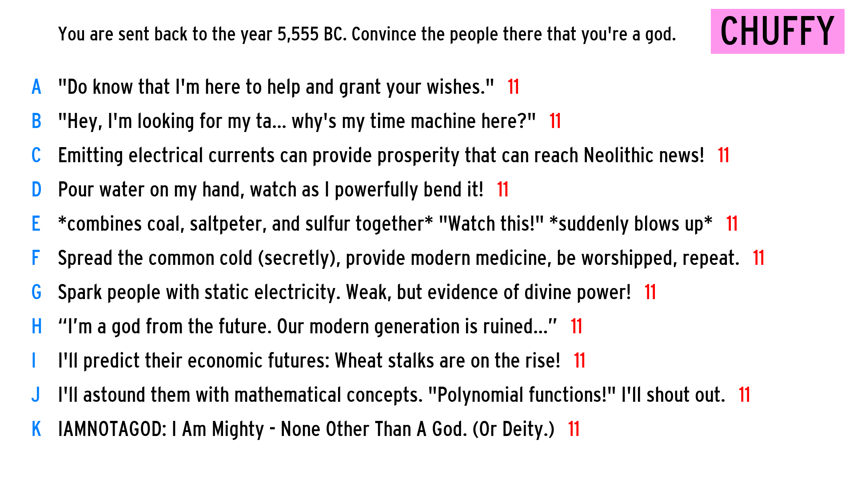 You are sent back to the year 5,555 BC. Convince the people there that you're a god.
CHUFFY
A "Do know that I'm here to help and grant your wishes." 11
B "Hey, I'm looking for my ta... why's my time machine here?" 11
C Emitting electrical currents can provide prosperity that can reach Neolithic news! 11
D Pour water on my hand, watch as I powerfully bend it! 11
E *combines coal, saltpeter, and sulfur together* "Watch this!" *suddenly blows up* 11
F Spread the common cold (secretly), provide modern medicine, be worshipped, repeat. 11
G Spark people with static electricity. Weak, but evidence of divine power! 11
H “I’m a god from the future. Our modern generation is ruined...” 11
I I'll predict their economic futures: Wheat stalks are on the rise! 11
J I'll astound them with mathematical concepts. "Polynomial functions!" I'll shout out. 11
K IAMNOTAGOD: I Am Mighty - None Other Than A God. (Or Deity.) 11